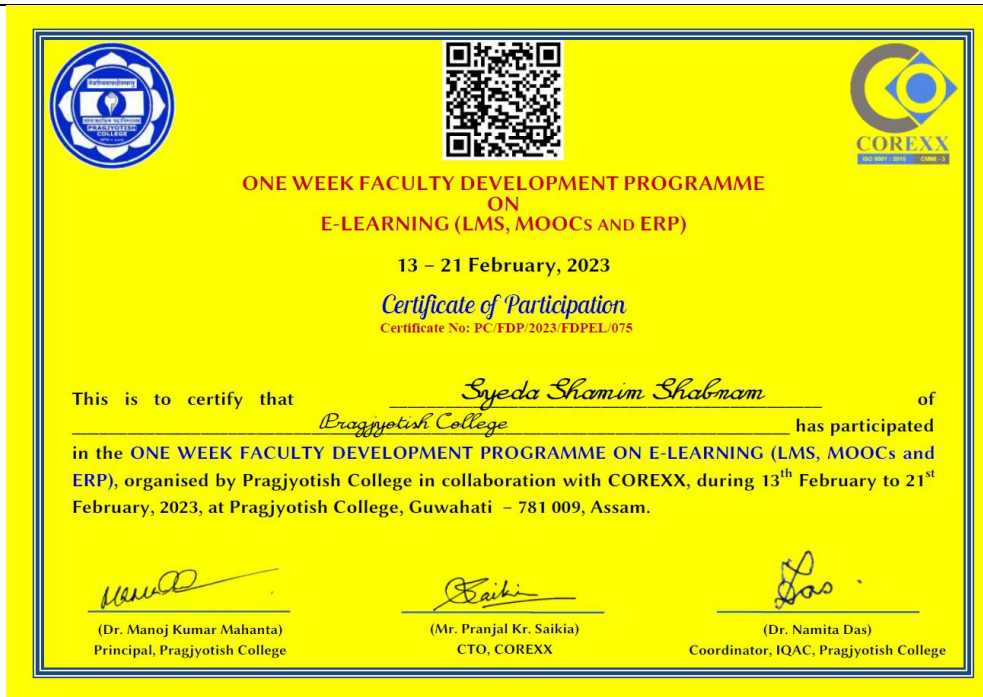 PRAGJYOTISH
COLLEGE
COREXX
ISO 9001 : 2015 CMMI - 3
ONE WEEK FACULTY DEVELOPMENT PROGRAMME
ON
E-LEARNING (LMS, MOOCS AND ERP)
13 – 21 February, 2023
Certificate of Participation
Certificate No: PC/FDP/2023/FDPEL/075
This is to certify that Syeda Shamim Shabnam of
Pragjyotish College has participated
in the ONE WEEK FACULTY DEVELOPMENT PROGRAMME ON E-LEARNING (LMS, MOOCs and
ERP), organised by Pragjyotish College in collaboration with COREXX, during 13th February to 21st
February, 2023, at Pragjyotish College, Guwahati – 781 009, Assam.
Saikia
Das
(Dr. Manoj Kumar Mahanta) (Mr. Pranjal Kr. Saikia) (Dr. Namita Das)
Principal, Pragjyotish College CTO, COREXX Coordinator, IQAC, Pragjyotish College